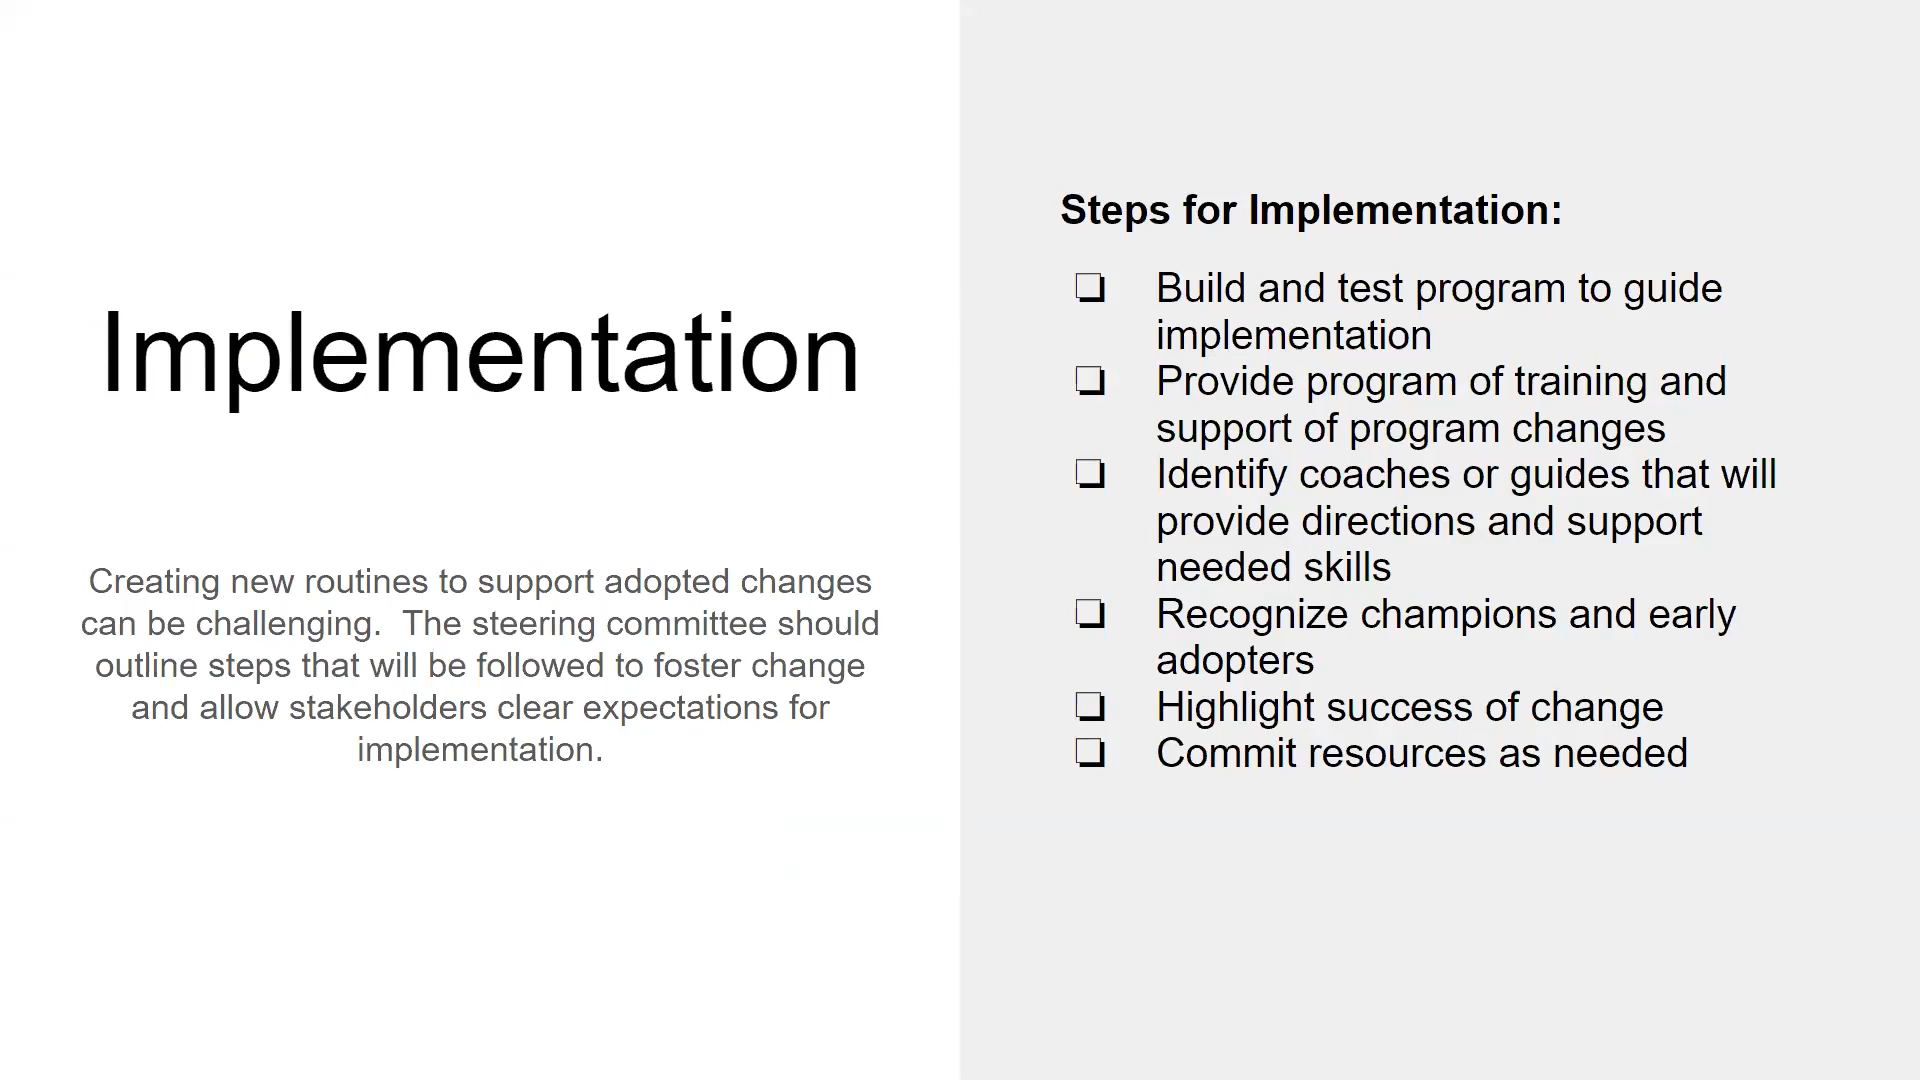 Implementation
Creating new routines to support adopted changes
can be challenging.  The steering committee should
outline steps that will be followed to foster change
and allow stakeholders clear expectations for
implementation.
Steps for Implementation:
❏ Build and test program to guide
implementation
❏ Provide program of training and
support of program changes
❏ Identify coaches or guides that will
provide directions and support
needed skills
❏ Recognize champions and early
adopters
❏ Highlight success of change
❏ Commit resources as needed